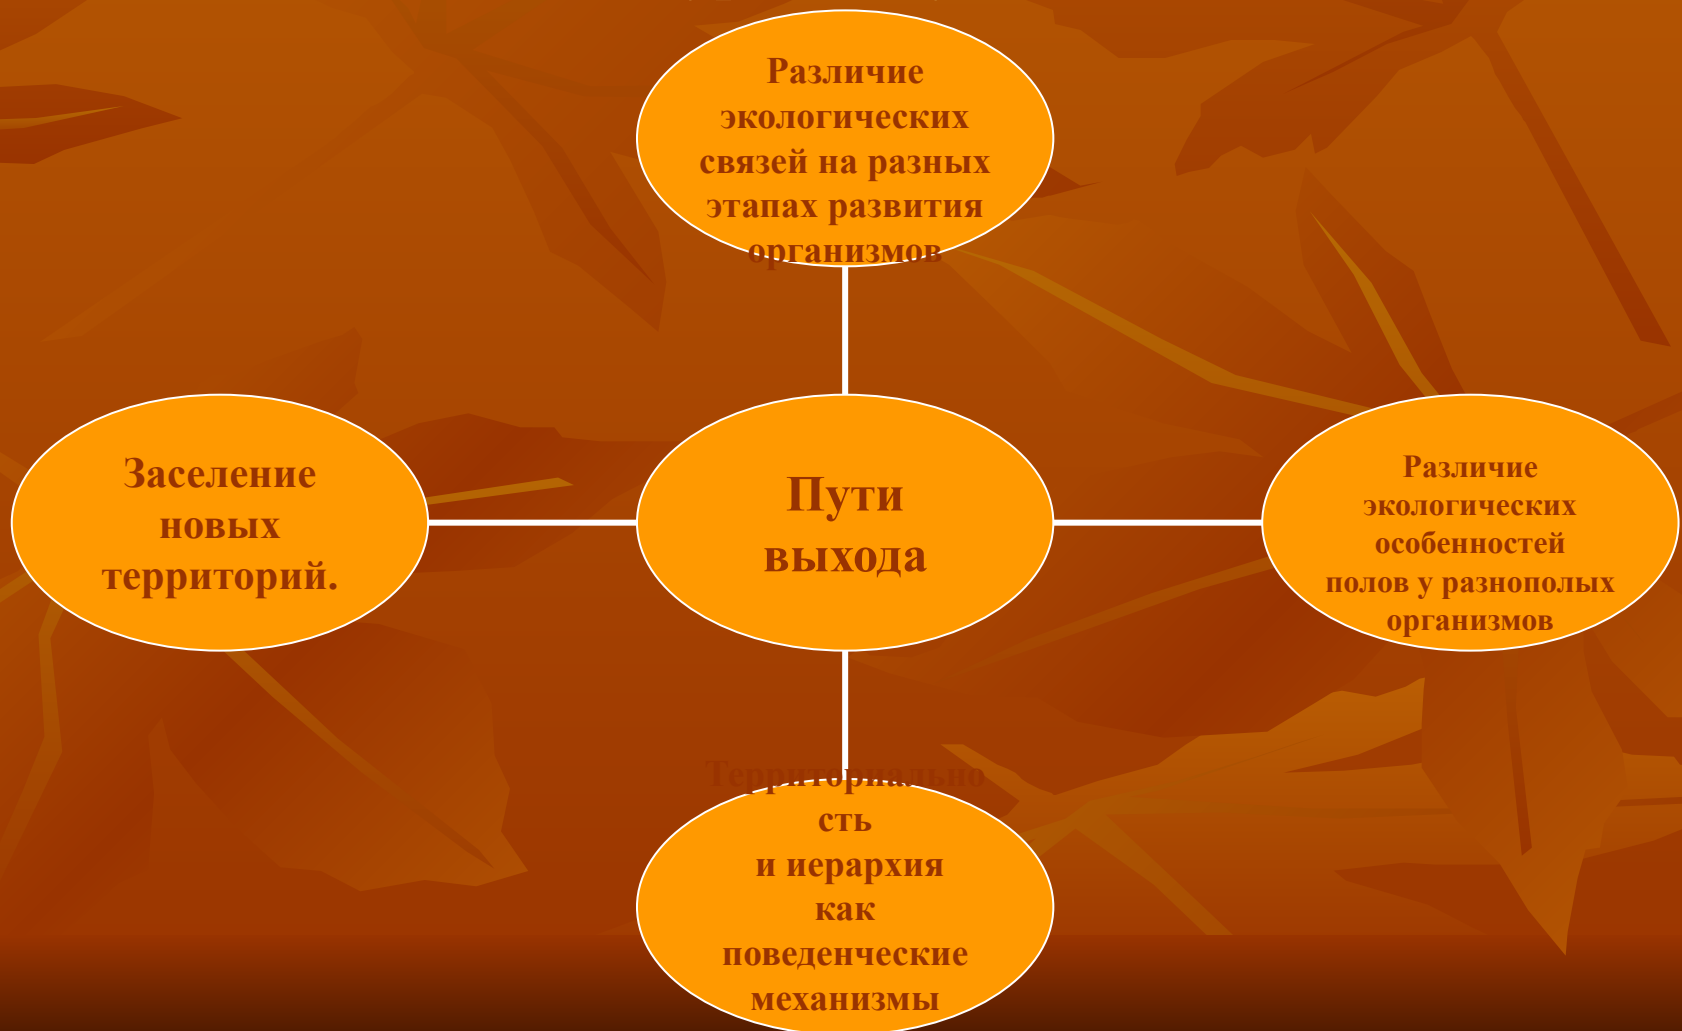 Различие
экологических
связей на разных
этапах развития
организмов
Заселение
новых
территорий.
Пути
выхода
Различие
экологических
особенностей
полов у разнополых
организмов
Территориально
сть
и иерархия
как
поведенческие
механизмы